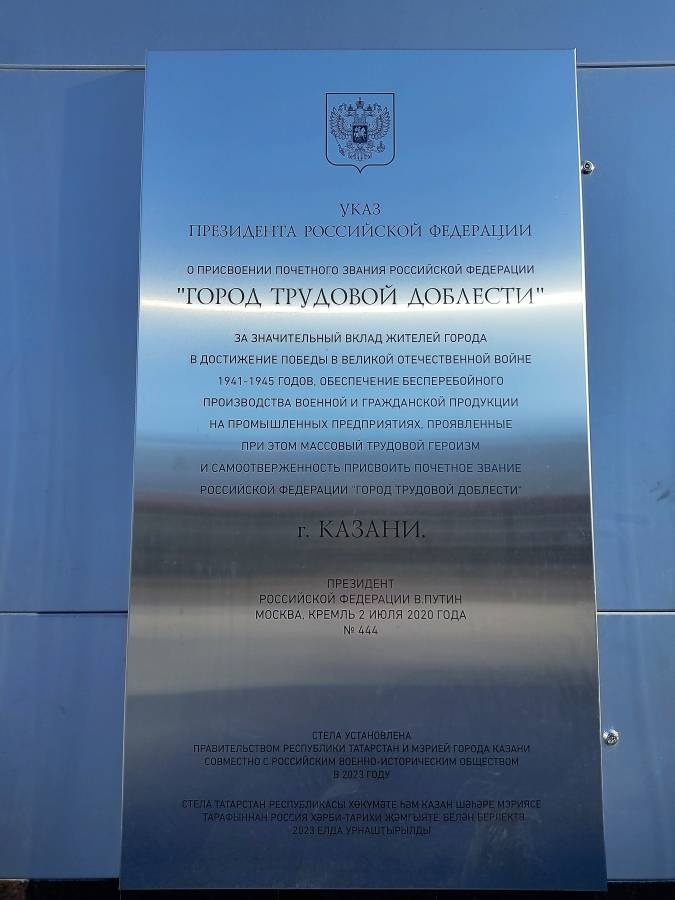 УКАЗ
ПРЕЗИДЕНТА РОССИЙСКОЙ ФЕДЕРАЦИИ
О ПРИСВОЕНИИ ПОЧЕТНОГО ЗВАНИЯ РОССИЙСКОЙ ФЕДЕРАЦИИ
"ГОРОД ТРУДОВОЙ ДОБЛЕСТИ"
ЗА ЗНАЧИТЕЛЬНЫЙ ВКЛАД ЖИТЕЛЕЙ ГОРОДА
В ДОСТИЖЕНИЕ ПОБЕДЫ В ВЕЛИКОЙ ОТЕЧЕСТВЕННОЙ ВОЙНЕ
1941-1945 ГОДОВ, ОБЕСПЕЧЕНИЕ БЕСПЕРЕБОЙНОГО
ПРОИЗВОДСТВА ВОЕННОЙ И ГРАЖДАНСКОЙ ПРОДУКЦИИ
НА ПРОМЫШЛЕННЫХ ПРЕДПРИЯТИЯХ, ПРОЯВЛЕННЫЕ
ПРИ ЭТОМ МАССОВЫЙ ТРУДОВОЙ ГЕРОИЗМ
И САМООТВЕРЖЕННОСТЬ ПРИСВОИТЬ ПОЧЕТНОЕ ЗВАНИЕ
РОССИЙСКОЙ ФЕДЕРАЦИИ "ГОРОД ТРУДОВОЙ ДОБЛЕСТИ"
г. КАЗАНИ.
ПРЕЗИДЕНТ
РОССИЙСКОЙ ФЕДЕРАЦИИ В.ПУТИН
МОСКВА, КРЕМЛЬ 2 ИЮЛЯ 2020 ГОДА
№ 444
СТЕЛА УСТАНОВЛЕНА
ПРАВИТЕЛЬСТВОМ РЕСПУБЛИКИ ТАТАРСТАН И МЭРИЕЙ ГОРОДА КАЗАНИ
СОВМЕСТНО С РОССИЙСКИМ ВОЕННО-ИСТОРИЧЕСКИМ ОБЩЕСТВОМ
В 2023 ГОДУ
СТЕЛА ТАТАРСТАН РЕСПУБЛИКАСЫ ХӨКҮМӘТЕ ҺӘМ КАЗАН ШӘҺӘРЕ МЭРИЯСЕ
ТАРАФЫННАН РОССИЯ ХӘРБИ-ТАРИХИ ҖӘМГЫЯТЕ БЕЛӘН БЕРЛЕКТӘ
2023 ЕЛДА УРНАШТЫРЫЛДЫ